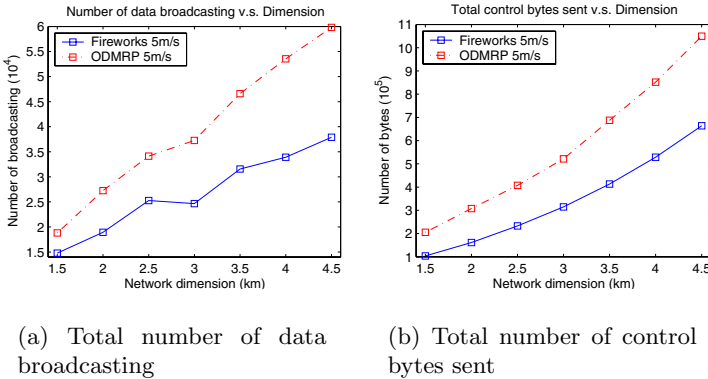 Number of data broadcasting v.s. Dimension
Fireworks 5m/s
ODMRP 5m/s
Number of broadcasting (10^4)
6
5.5
5
4.5
4
3.5
3
2.5
2
1.5
1.5 2 2.5 3 3.5 4 4.5
Network dimension (km)
Total control bytes sent v.s. Dimension
Fireworks 5m/s
ODMRP 5m/s
Number of bytes (10^5)
11
10
9
8
7
6
5
4
3
2
1
1.5 2 2.5 3 3.5 4 4.5
Network dimension (km)
(a) Total number of data
broadcasting
(b) Total number of control
bytes sent